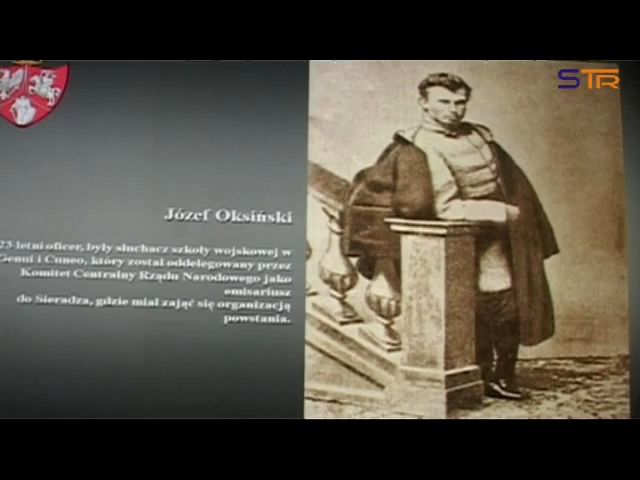 STR
Józef Oksiński
23 letni oficer, były słuchacz szkoły wojskowej w
Genui i Cuneo, który został oddelegowany przez
Komitet Centralny Rządu Narodowego jako
emisariusz
do Sieradza, gdzie miał zająć się organizacją
powstania.